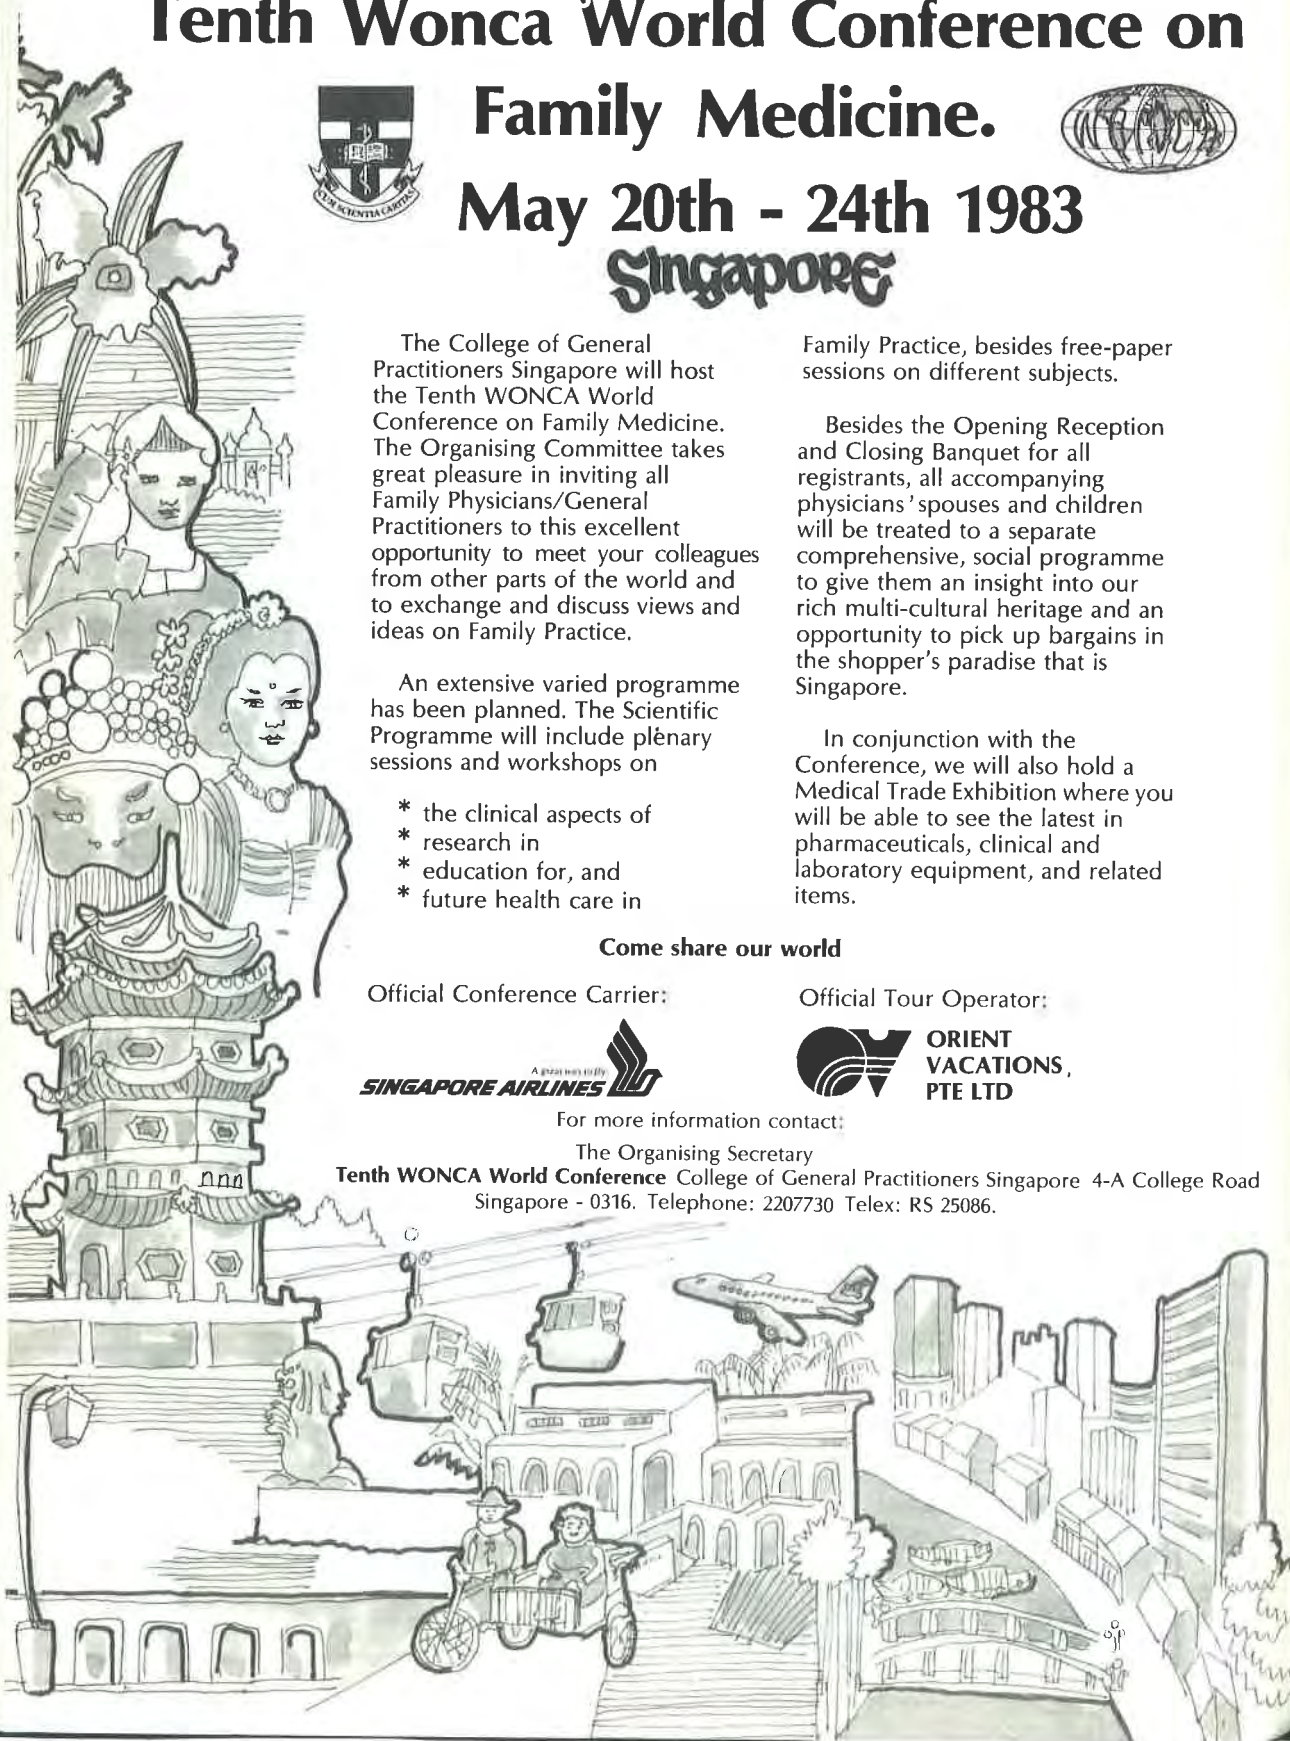 Tenth Wonca World Conference on
Family Medicine.
CUM SCIENTIA CARITAS
WONCA
May 20th - 24th 1983
Singapore
The College of General
Practitioners Singapore will host
the Tenth WONCA World
Conference on Family Medicine.
The Organising Committee takes
great pleasure in inviting all
Family Physicians/General
Practitioners to this excellent
opportunity to meet your colleagues
from other parts of the world and
to exchange and discuss views and
ideas on Family Practice.
An extensive varied programme
has been planned. The Scientific
Programme will include plenary
sessions and workshops on
* the clinical aspects of
* research in
* education for, and
* future health care in
Family Practice, besides free-paper
sessions on different subjects.
Besides the Opening Reception
and Closing Banquet for all
registrants, all accompanying
physicians' spouses and children
will be treated to a separate
comprehensive, social programme
to give them an insight into our
rich multi-cultural heritage and an
opportunity to pick up bargains in
the shopper's paradise that is
Singapore.
In conjunction with the
Conference, we will also hold a
Medical Trade Exhibition where you
will be able to see the latest in
pharmaceuticals, clinical and
laboratory equipment, and related
items.
Come share our world
Official Conference Carrier:
A great way to fly
SINGAPORE AIRLINES
Official Tour Operator:
ORIENT
VACATIONS,
PTE LTD
For more information contact:
The Organising Secretary
Tenth WONCA World Conference College of General Practitioners Singapore 4-A College Road
Singapore - 0316. Telephone: 2207730 Telex: RS 25086.